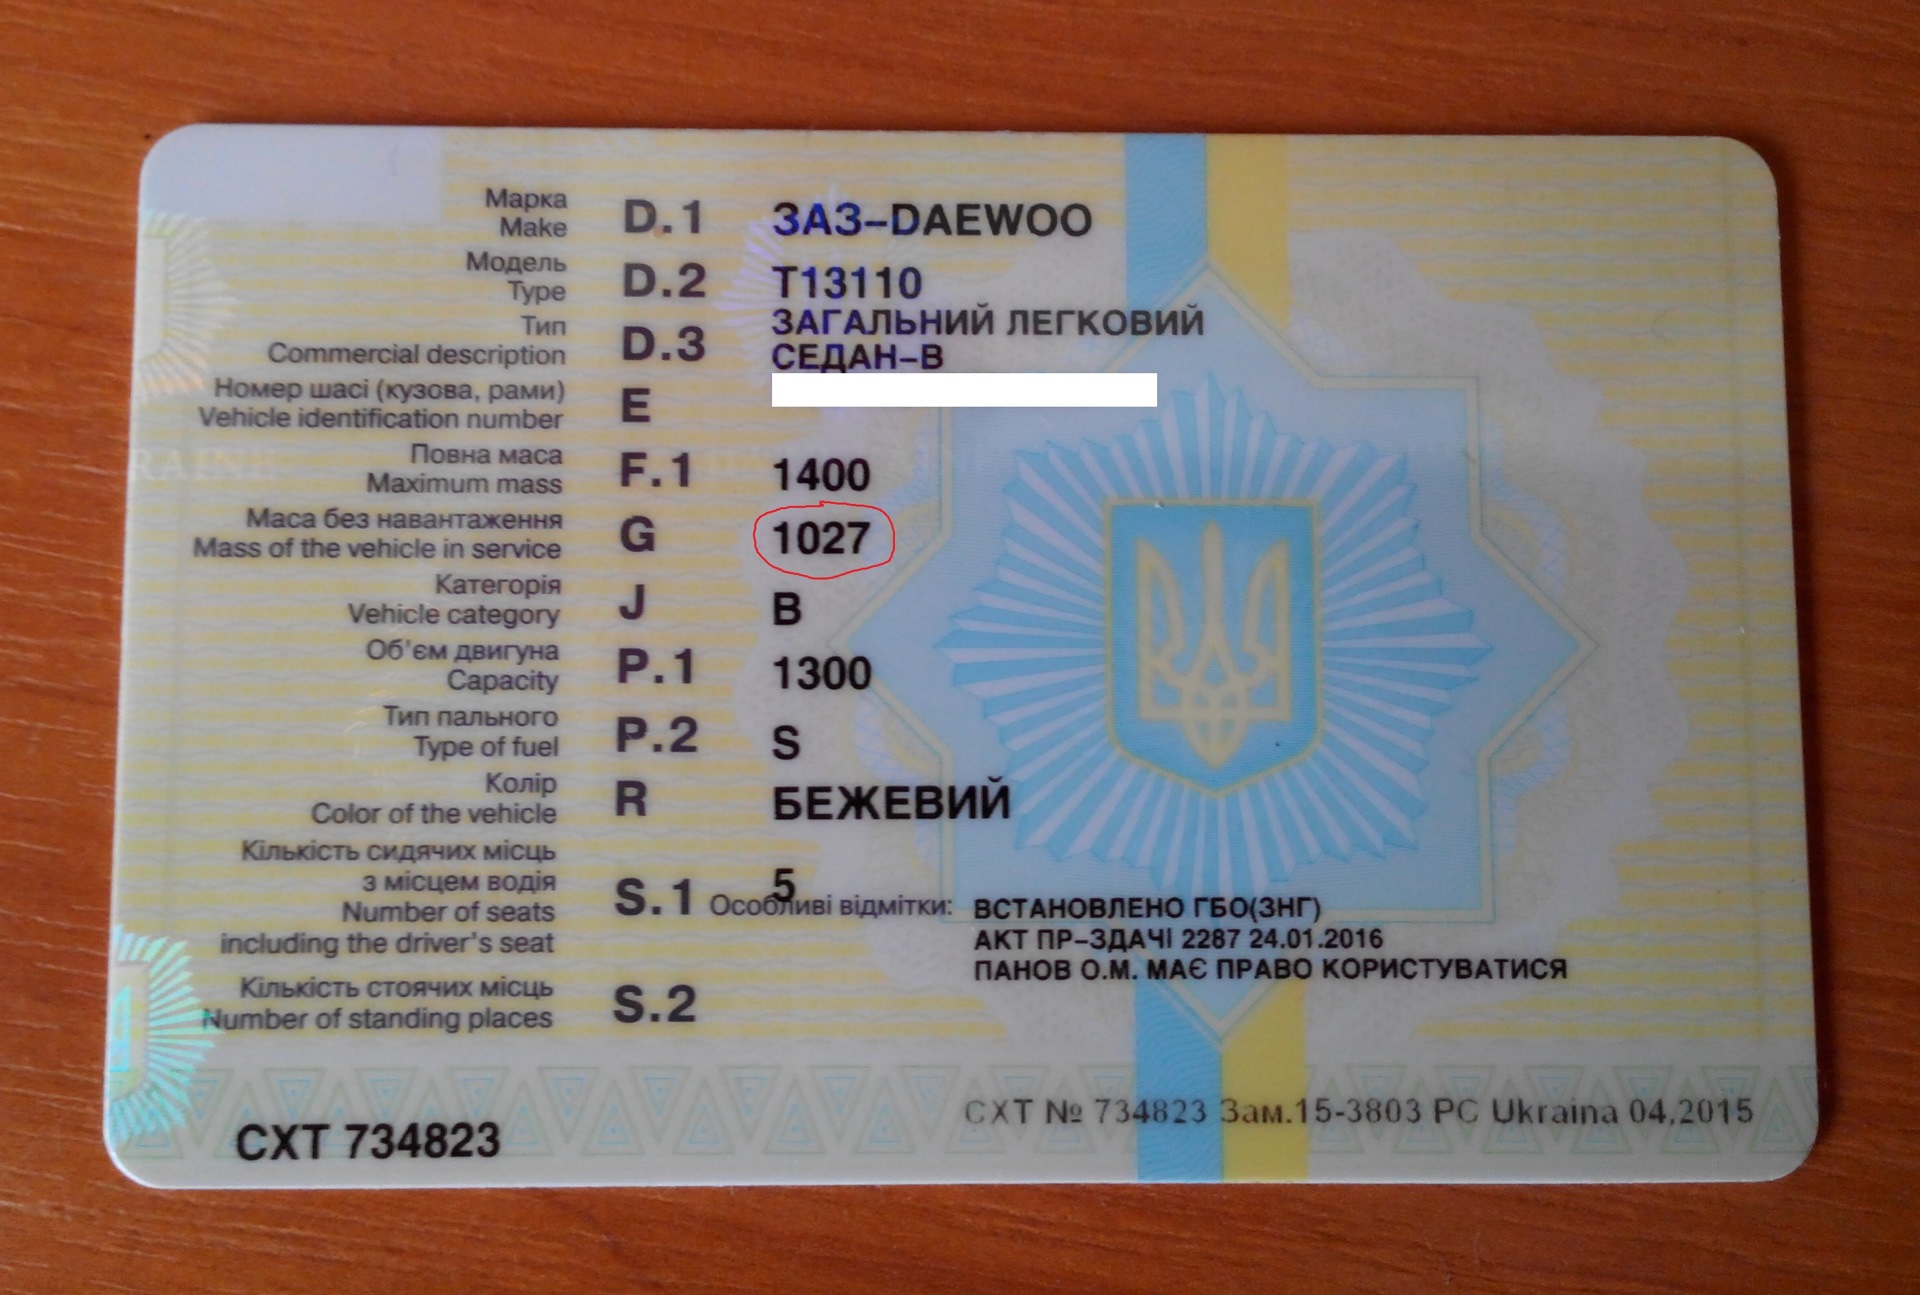 Марка
Make
D.1
ЗАЗ-DAEWOO
Модель
Type
D.2
Т13110
Тип
Commercial description
D.3
ЗАГАЛЬНИЙ ЛЕГКОВИЙ
СЕДАН-В
Номер шасі (кузова, рами)
Vehicle identification number
E
Повна маса
Maximum mass
F.1
1400
Маса без навантаження
Mass of the vehicle in service
G
1027
Категорія
Vehicle category
J
B
Об'єм двигуна
Capacity
P.1
1300
Тип пального
Type of fuel
P.2
S
Колір
Color of the vehicle
R
БЕЖЕВИЙ
Кількість сидячих місць
з місцем водія
Number of seats
including the driver's seat
S.1
5
Особливі відмітки:
ВСТАНОВЛЕНО ГБО(ЗНГ)
АКТ ПР-ЗДАЧІ 2287 24.01.2016
ПАНОВ О.М. МАЄ ПРАВО КОРИСТУВАТИСЯ
Кількість стоячих місць
Number of standing places
S.2
СХТ 734823
СХТ № 734823 Зам.15-3803 РС Ukraina 04,2015